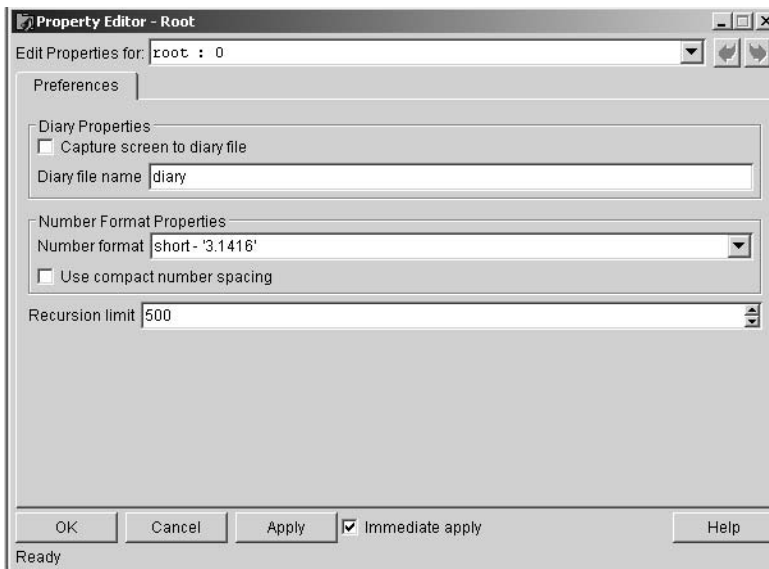 Property Editor - Root
Edit Properties for: root : 0
Preferences
Diary Properties
Capture screen to diary file
Diary file name diary
Number Format Properties
Number format short - '3.1416'
Use compact number spacing
Recursion limit 500
OK Cancel Apply Immediate apply Help
Ready